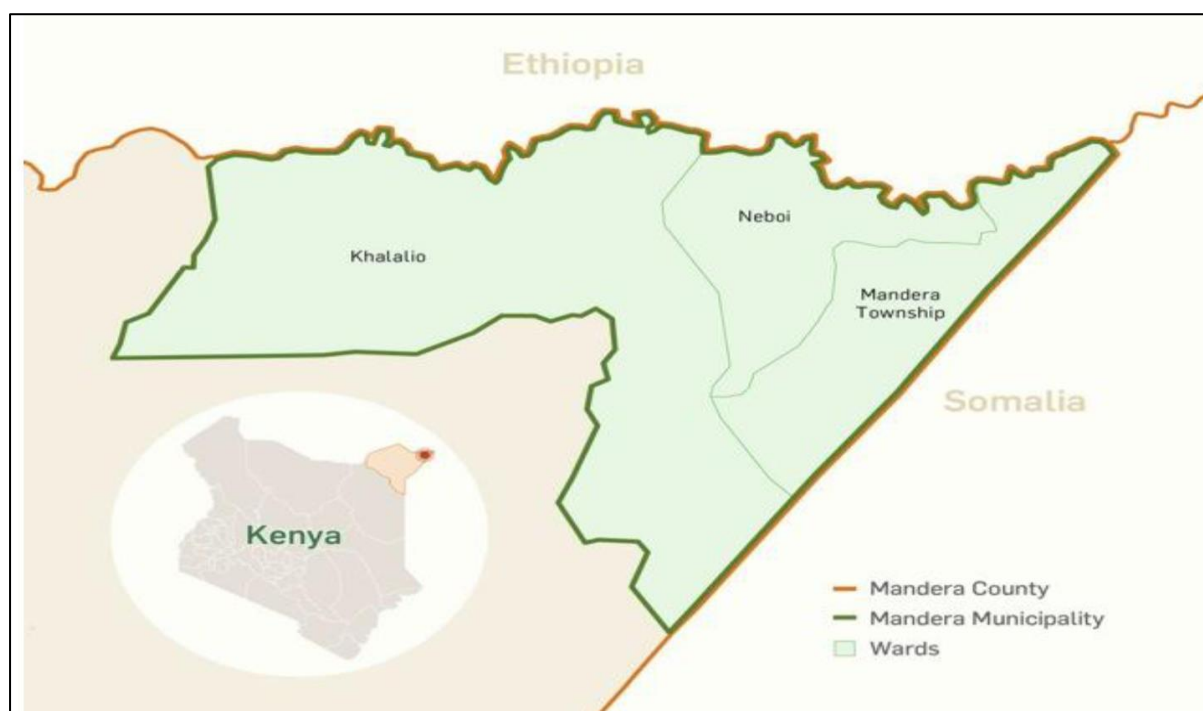 Ethiopia
Neboi
Khalalio
Mandera
Township
Somalia
Kenya
Mandera County
Mandera Municipality
Wards